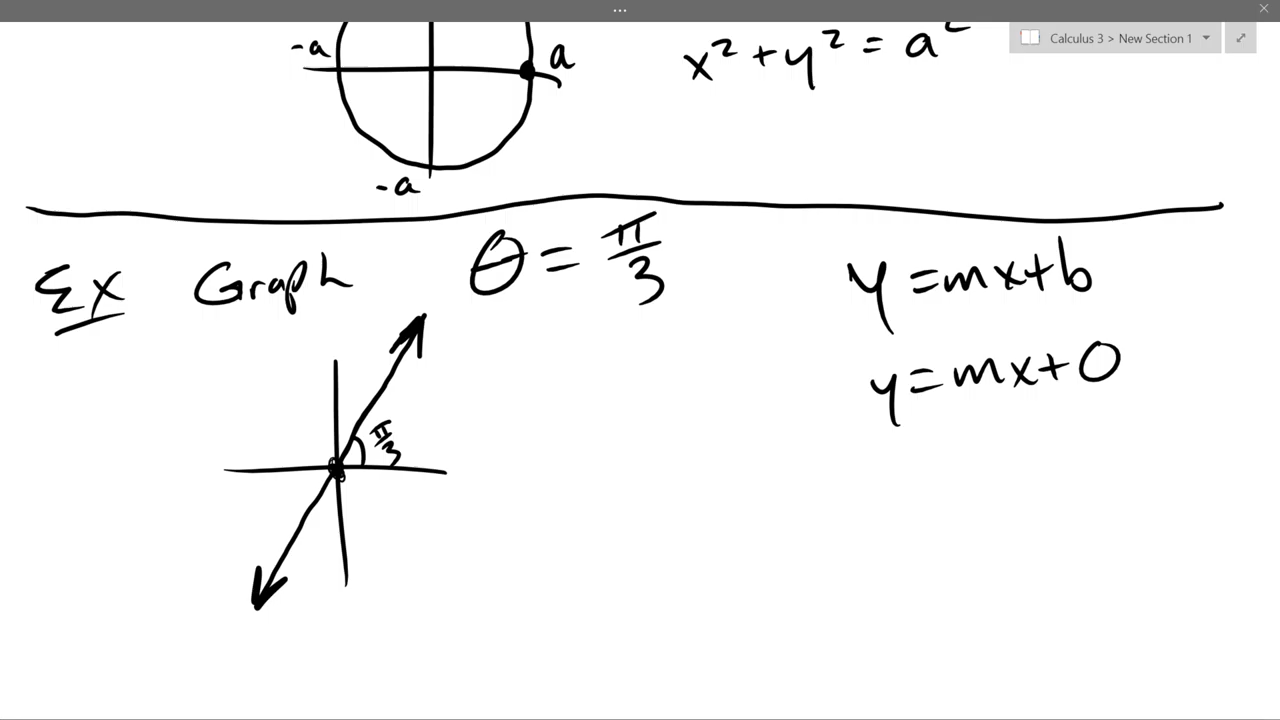 ...
Calculus 3 > New Section 1
-a
a
x² + y² = a²
-a
Ex Graph θ = π/3
y = mx + b
y = mx + 0
π/3